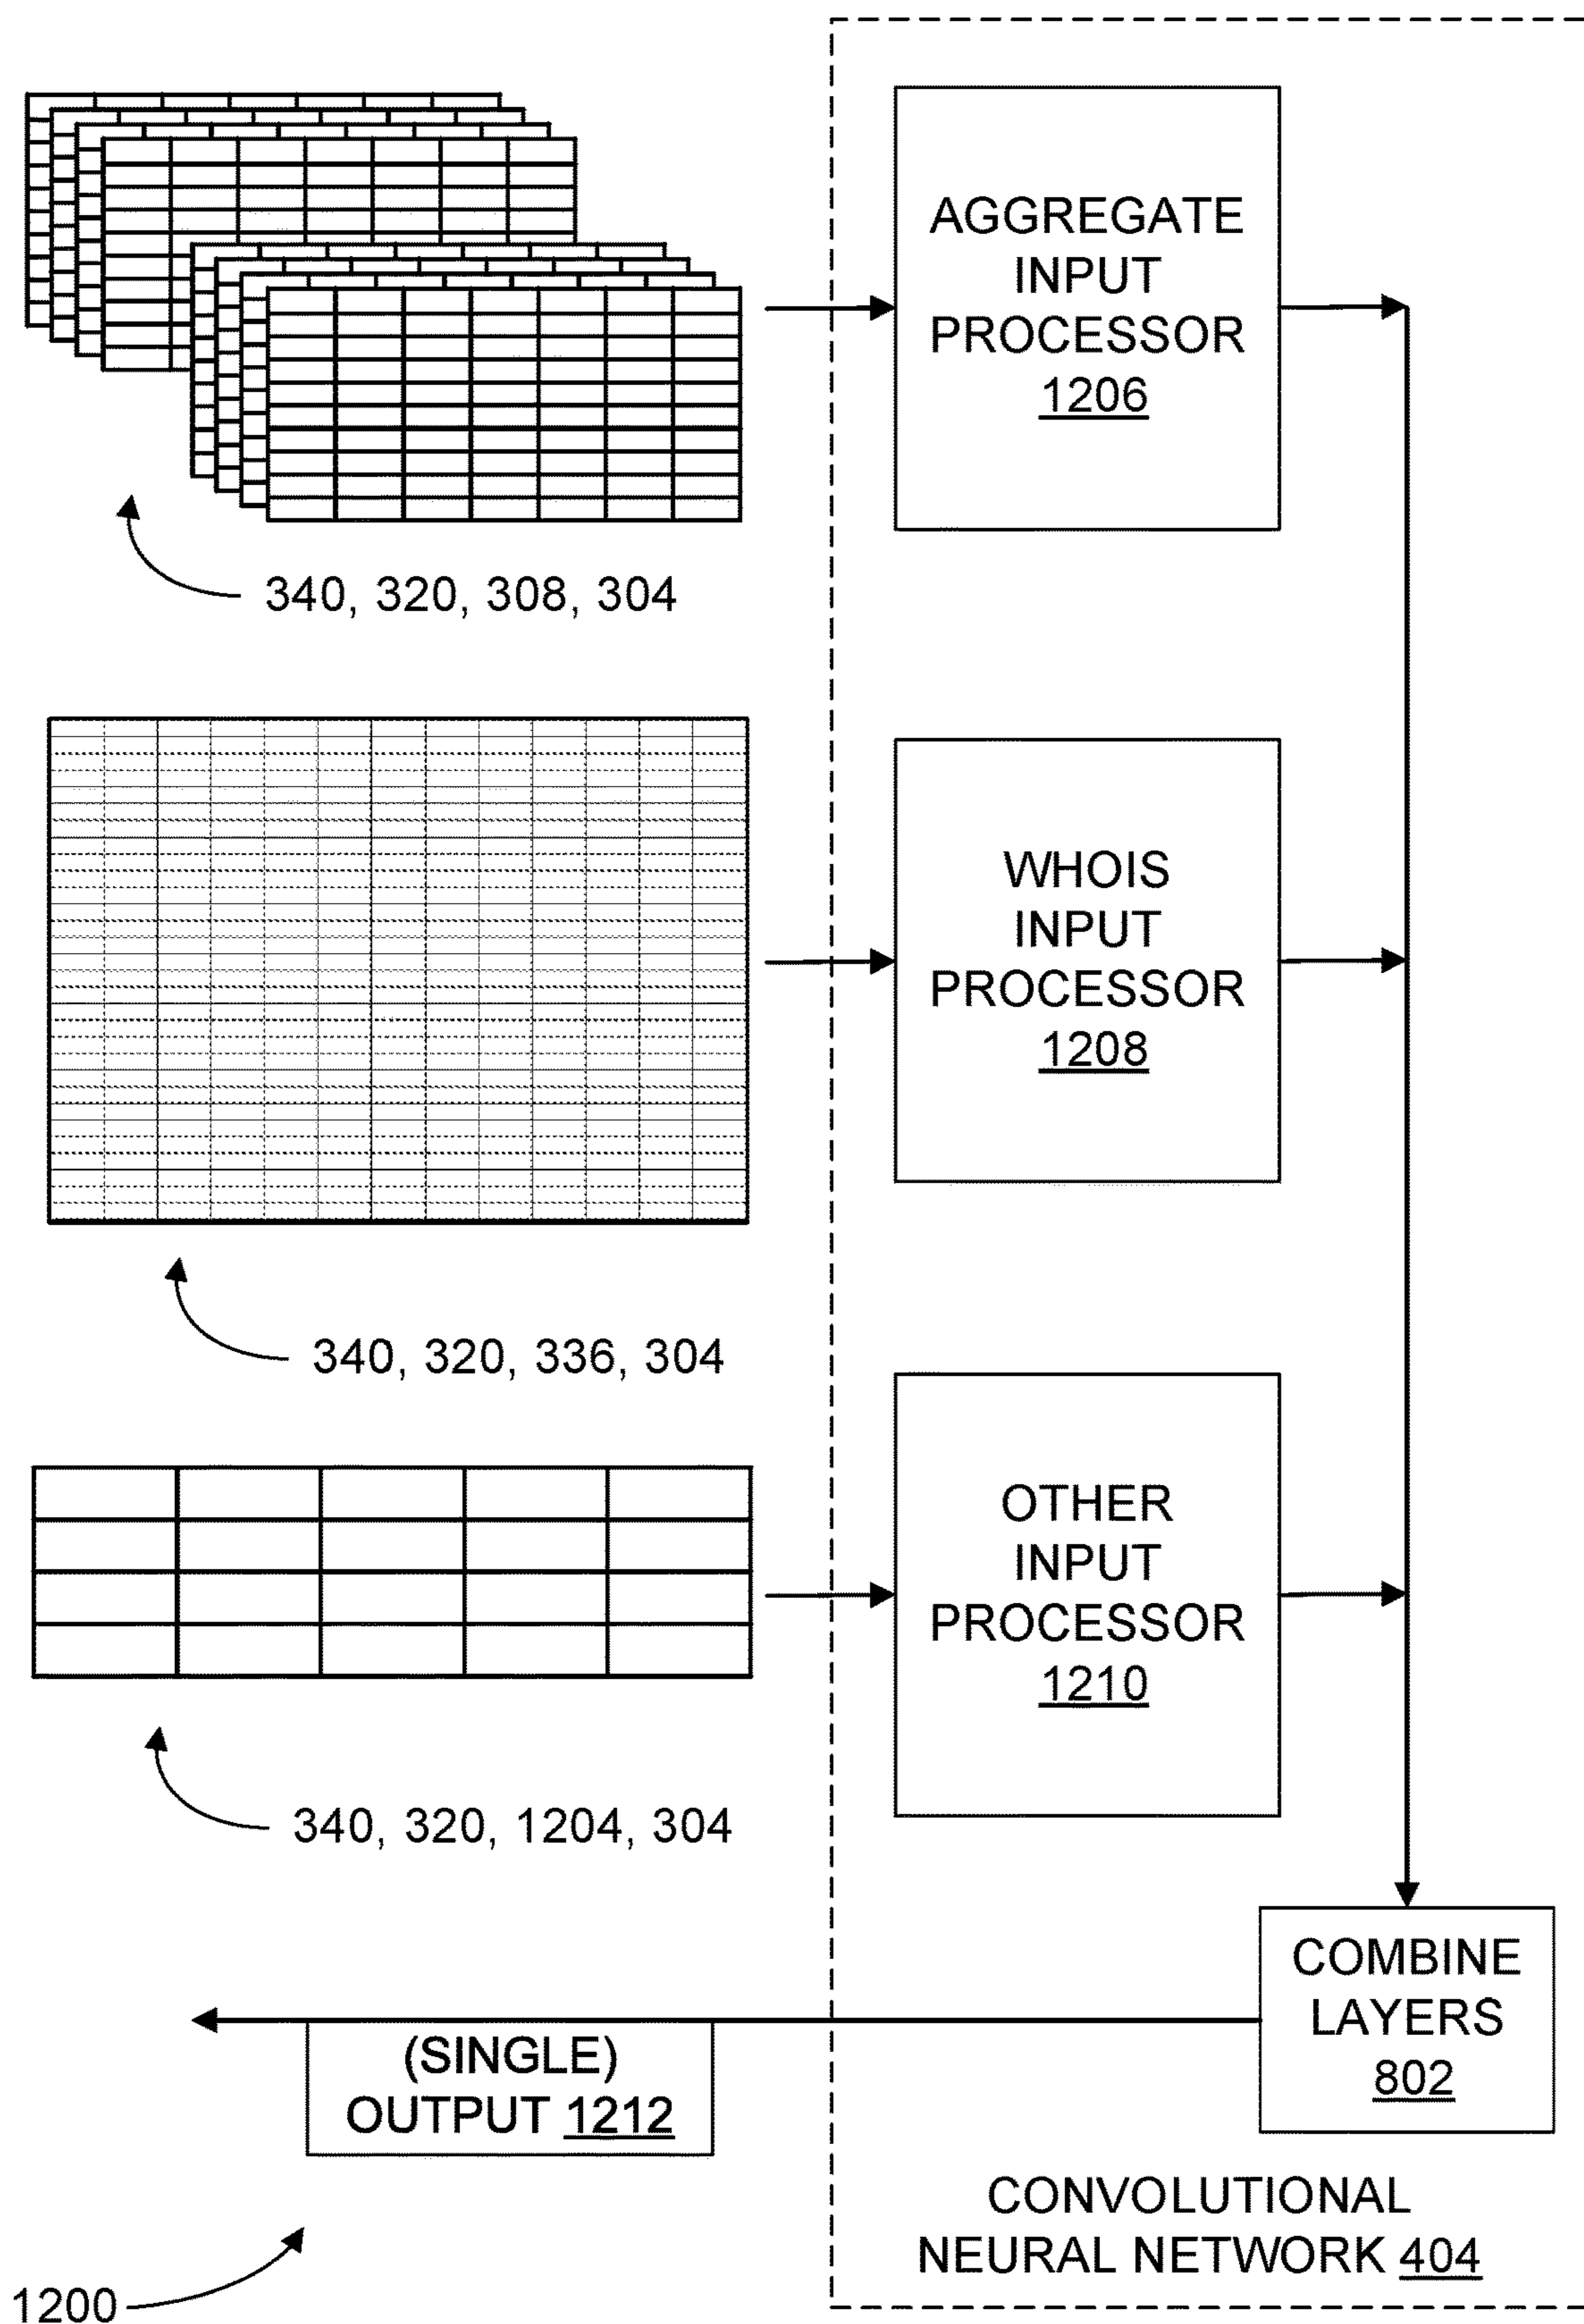 AGGREGATE
INPUT
PROCESSOR
1206
340, 320, 308, 304
WHOIS
INPUT
PROCESSOR
1208
340, 320, 336, 304
OTHER
INPUT
PROCESSOR
1210
340, 320, 1204, 304
COMBINE
LAYERS
802
(SINGLE)
OUTPUT 1212
CONVOLUTIONAL
NEURAL NETWORK 404
1200